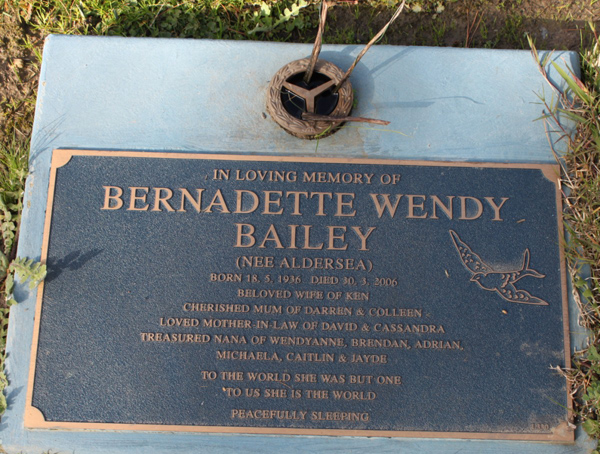 IN LOVING MEMORY OF
BERNADETTE WENDY
BAILEY
(NEE ALDERSEA)
BORN 18. 5. 1936 DIED 30. 3. 2006
BELOVED WIFE OF KEN
CHERISHED MUM OF DARREN & COLLEEN
LOVED MOTHER-IN-LAW OF DAVID & CASSANDRA
TREASURED NANA OF WENDYANNE, BRENDAN, ADRIAN,
MICHAELA, CAITLIN & JAYDE
TO THE WORLD SHE WAS BUT ONE
TO US SHE IS THE WORLD
PEACEFULLY SLEEPING